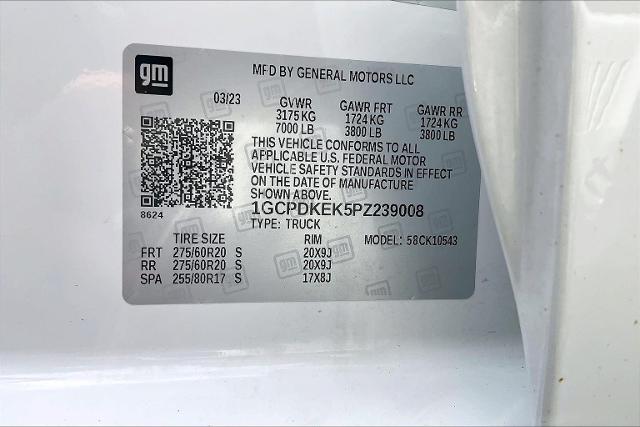 gm
MFD BY GENERAL MOTORS LLC
03/23 GVWR GAWR FRT GAWR RR
3175 KG 1724 KG 1724 KG
7000 LB 3800 LB 3800 LB
THIS VEHICLE CONFORMS TO ALL
APPLICABLE U.S. FEDERAL MOTOR
VEHICLE SAFETY STANDARDS IN EFFECT
ON THE DATE OF MANUFACTURE
SHOWN ABOVE.
8624
1GCPDKEK5PZ239008
TYPE: TRUCK MODEL: 58CK10543
TIRE SIZE RIM
FRT 275/60R20 S 20X9J
RR 275/60R20 S 20X9J
SPA 255/80R17 S 17X8J